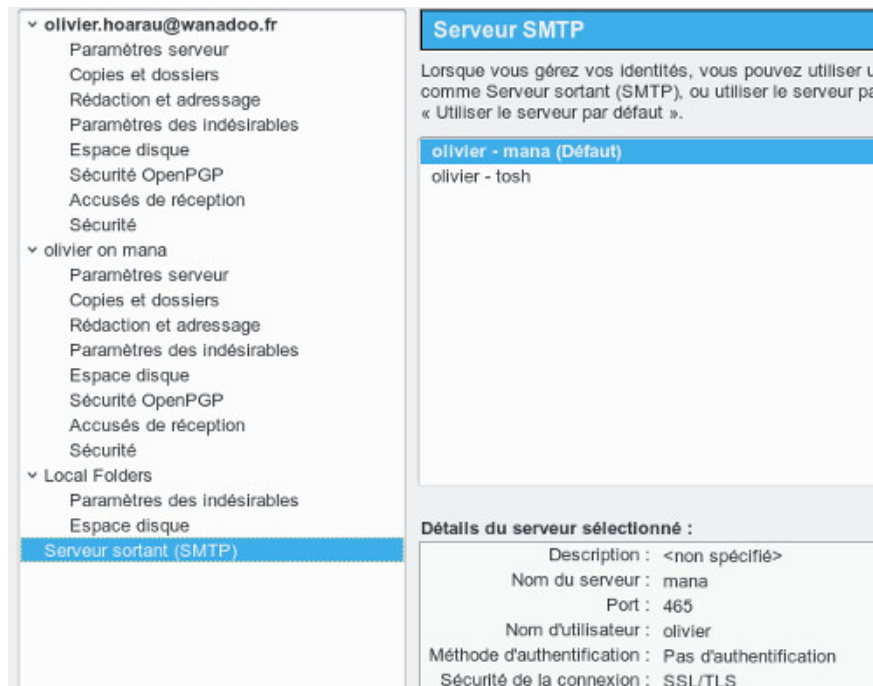 olivier.hoarau@wanadoo.fr
Paramètres serveur
Copies et dossiers
Rédaction et adressage
Paramètres des indésirables
Espace disque
Sécurité OpenPGP
Accusés de réception
Sécurité
olivier on mana
Paramètres serveur
Copies et dossiers
Rédaction et adressage
Paramètres des indésirables
Espace disque
Sécurité OpenPGP
Accusés de réception
Sécurité
Local Folders
Paramètres des indésirables
Espace disque
Serveur sortant (SMTP)
Serveur SMTP
Lorsque vous gérez vos identités, vous pouvez utiliser
comme Serveur sortant (SMTP), ou utiliser le serveur
« Utiliser le serveur par défaut ».
olivier - mana (Défaut)
olivier - tosh
Détails du serveur sélectionné :
Description : <non spécifié>
Nom du serveur : mana
Port : 465
Nom d'utilisateur : olivier
Méthode d'authentification : Pas d'authentification
Sécurité de la connexion : SSL/TLS